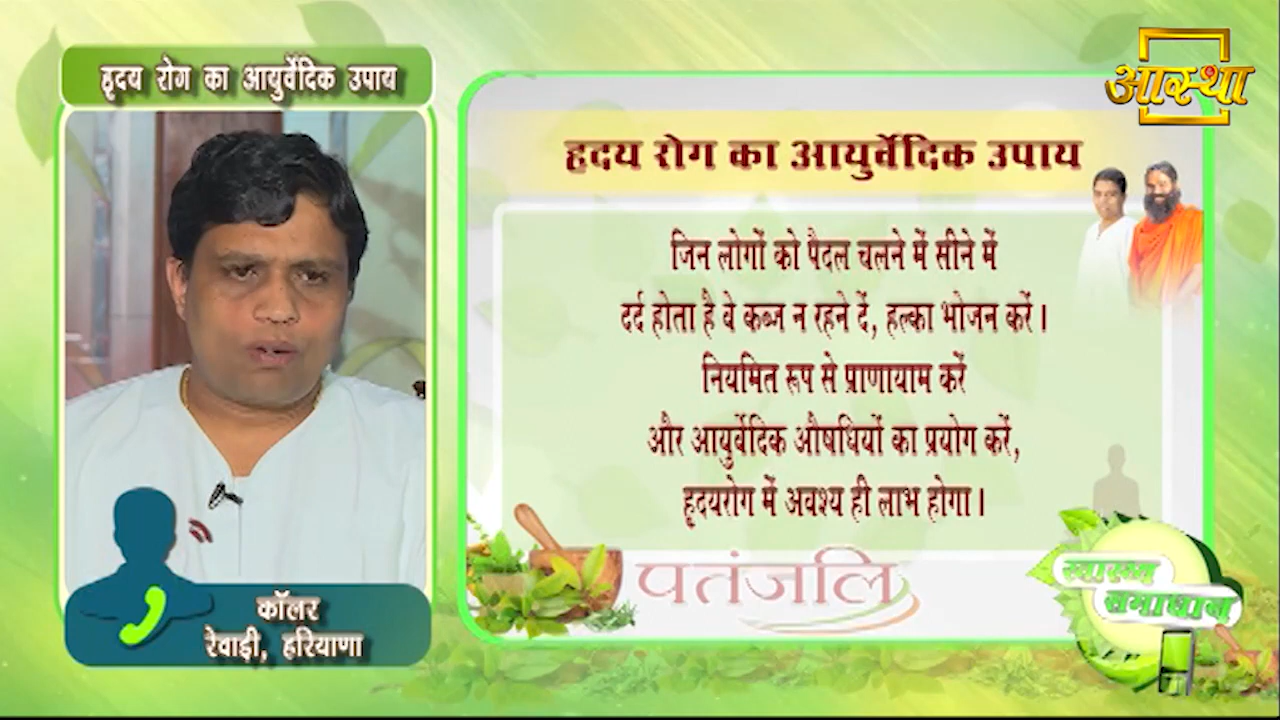 हृदय रोग का आयुर्वेदिक उपाय
आस्था
हृदय रोग का आयुर्वेदिक उपाय
जिन लोगों को पैदल चलने में सीने में
दर्द होता है वे कब्ज न रहने दें, हल्का भोजन करें।
नियमित रूप से प्राणायाम करें
और आयुर्वेदिक औषधियों का प्रयोग करें,
हृदयरोग में अवश्य ही लाभ होगा।
पतंजलि
स्वास्थ्य
समाधान
कॉलर
रेवाड़ी, हरियाणा